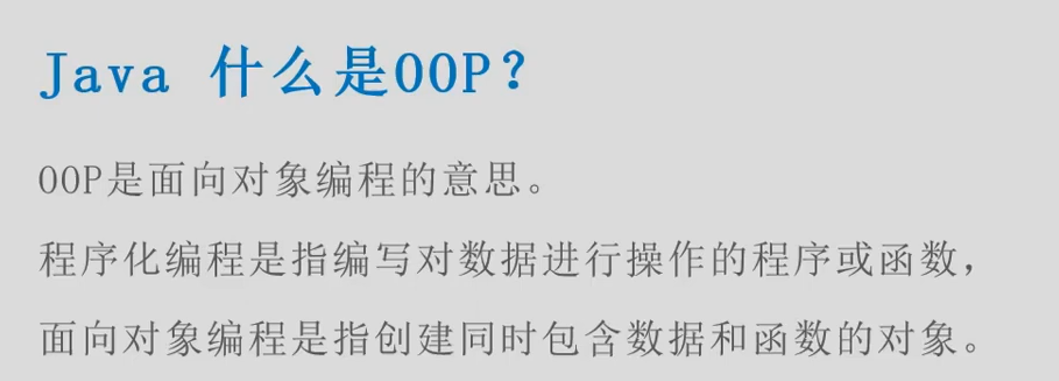 Java 什么是OOP?
OOP是面向对象编程的意思。
程序化编程是指编写对数据进行操作的程序或函数，
面向对象编程是指创建同时包含数据和函数的对象。